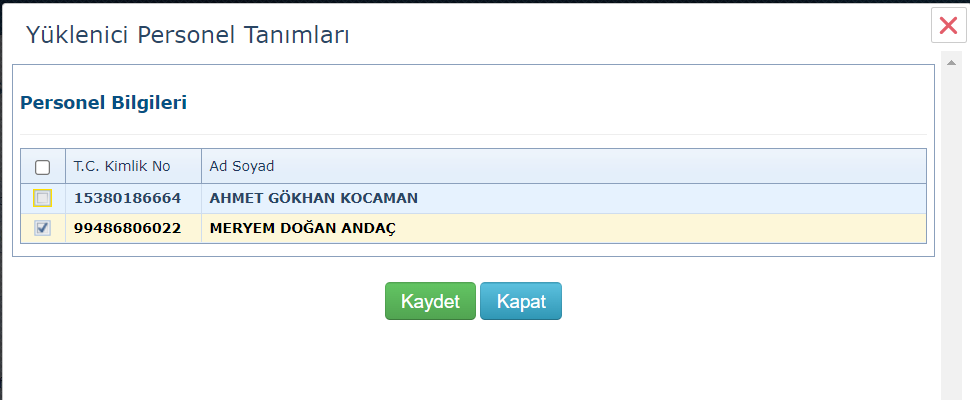 Yüklenici Personel Tanımları
Personel Bilgileri
T.C. Kimlik No Ad Soyad
15380186664 AHMET GÖKHAN KOCAMAN
99486806022 MERYEM DOĞAN ANDAÇ
Kaydet Kapat